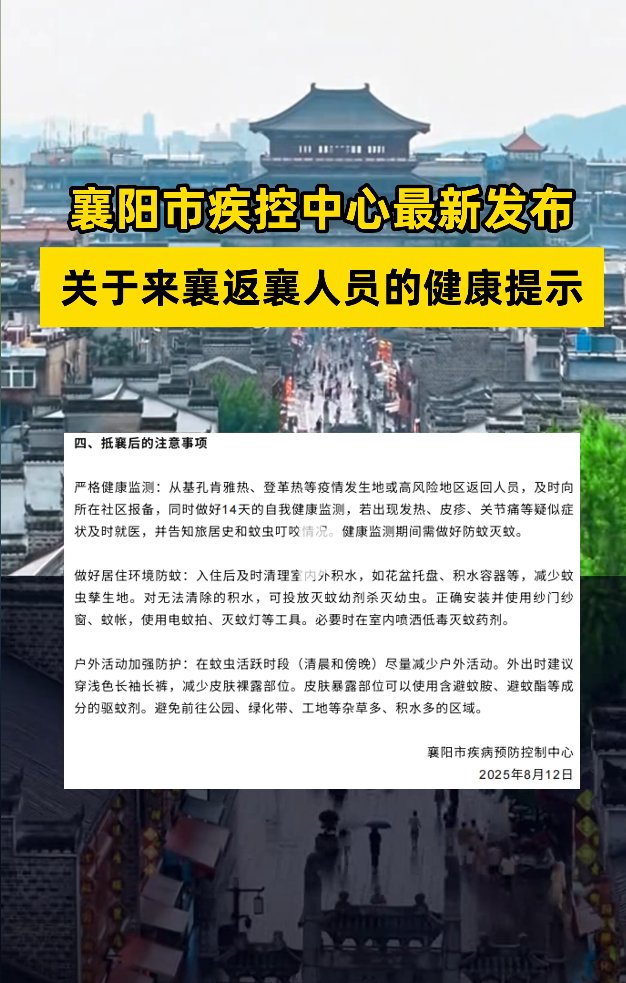 襄阳市疾控中心最新发布
关于来襄返襄人员的健康提示
四、抵襄后的注意事项
严格健康监测：从基孔肯雅热、登革热等疫情发生地或高风险地区返回人员，及时向
所在社区报备，同时做好14天的自我健康监测，若出现发热、皮疹、关节痛等疑似症
状及时就医，并告知旅居史和蚊虫叮咬情况。健康监测期间需做好防蚊灭蚊。
做好居住环境防蚊：入住后及时清理室内外积水，如花盆托盘、积水容器等，减少蚊
虫孳生地。对无法清除的积水，可投放灭蚊幼剂杀灭幼虫。正确安装并使用纱门纱
窗、蚊帐，使用电蚊拍、灭蚊灯等工具。必要时在室内喷洒低毒灭蚊药剂。
户外活动加强防护：在蚊虫活跃时段（清晨和傍晚）尽量减少户外活动。外出时建议
穿浅色长袖长裤，减少皮肤裸露部位。皮肤暴露部位可以使用含避蚊胺、避蚊酯等成
分的驱蚊剂。避免前往公园、绿化带、工地等杂草多、积水多的区域。
襄阳市疾病预防控制中心
2025年8月12日